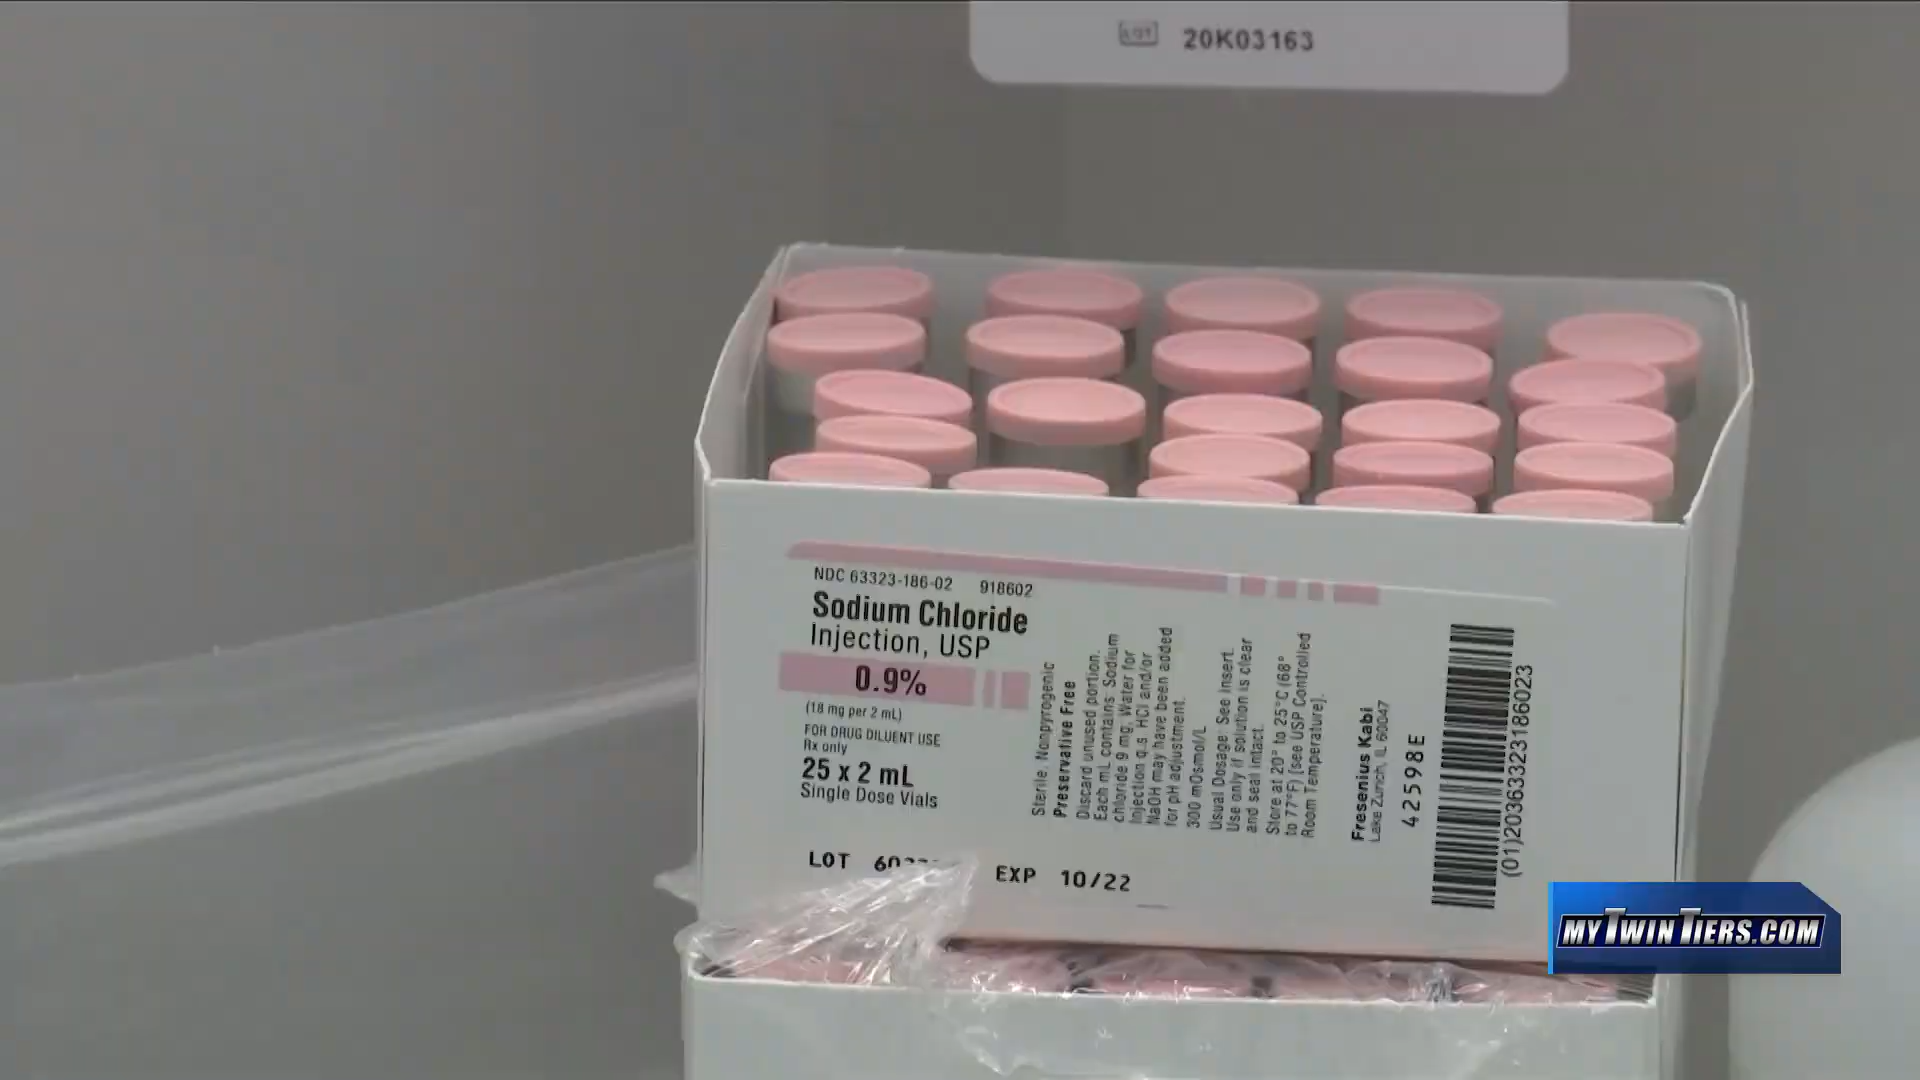 LOT 20K03163
NDC 63323-186-02 918602
Sodium Chloride
Injection, USP
0.9%
(18 mg per 2 mL)
FOR DRUG DILUENT USE
Rx only
25 x 2 mL
Single Dose Vials
LOT
EXP 10/22
Sterile, Nonpyrogenic
Preservative Free
Discard unused portion.
Each mL contains: Sodium
chloride 9 mg, Water for
Injection q.s. HCl and/or
NaOH may have been added
for pH adjustment.
300 mOsmol/L
Usual Dosage: See insert.
Use only if solution is clear
and seal intact.
Store at 20° to 25°C (68°
to 77°F) [see USP Controlled
Room Temperature].
Fresenius Kabi
Lake Zurich, IL 60047
42598E
(01)20363323186023
MYTWINTIERS.COM